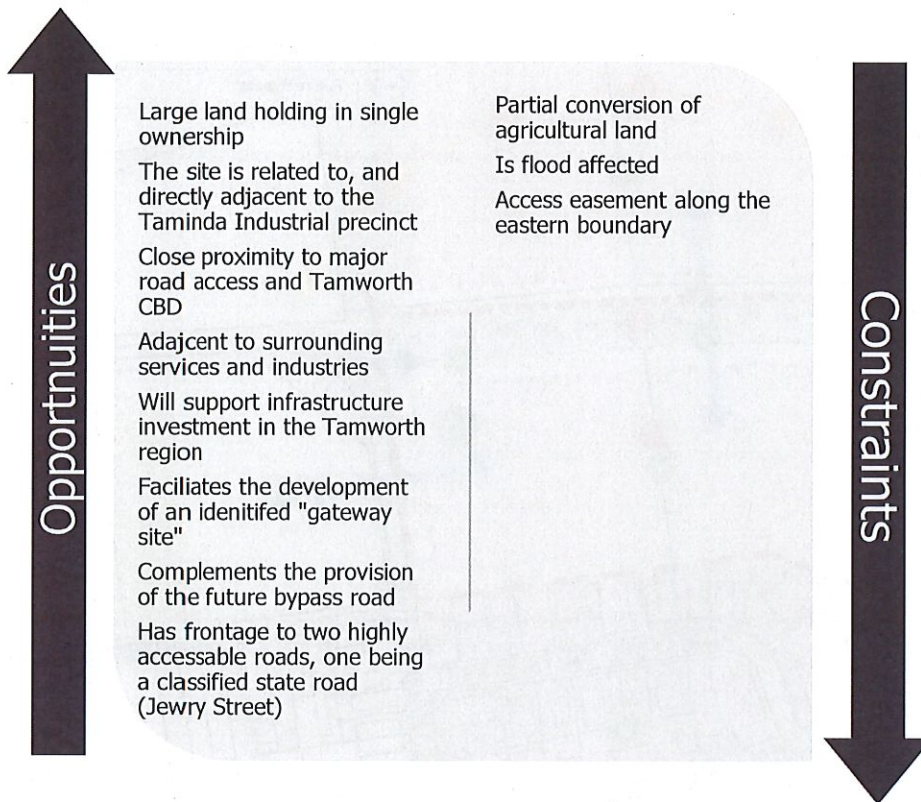 Opportnuities
Large land holding in single
ownership
The site is related to, and
directly adjacent to the
Taminda Industrial precinct
Close proximity to major
road access and Tamworth
CBD
Adajcent to surrounding
services and industries
Will support infrastructure
investment in the Tamworth
region
Faciliates the development
of an idenitifed "gateway
site"
Complements the provision
of the future bypass road
Has frontage to two highly
accessable roads, one being
a classified state road
(Jewry Street)
Partial conversion of
agricultural land
Is flood affected
Access easement along the
eastern boundary
Constraints